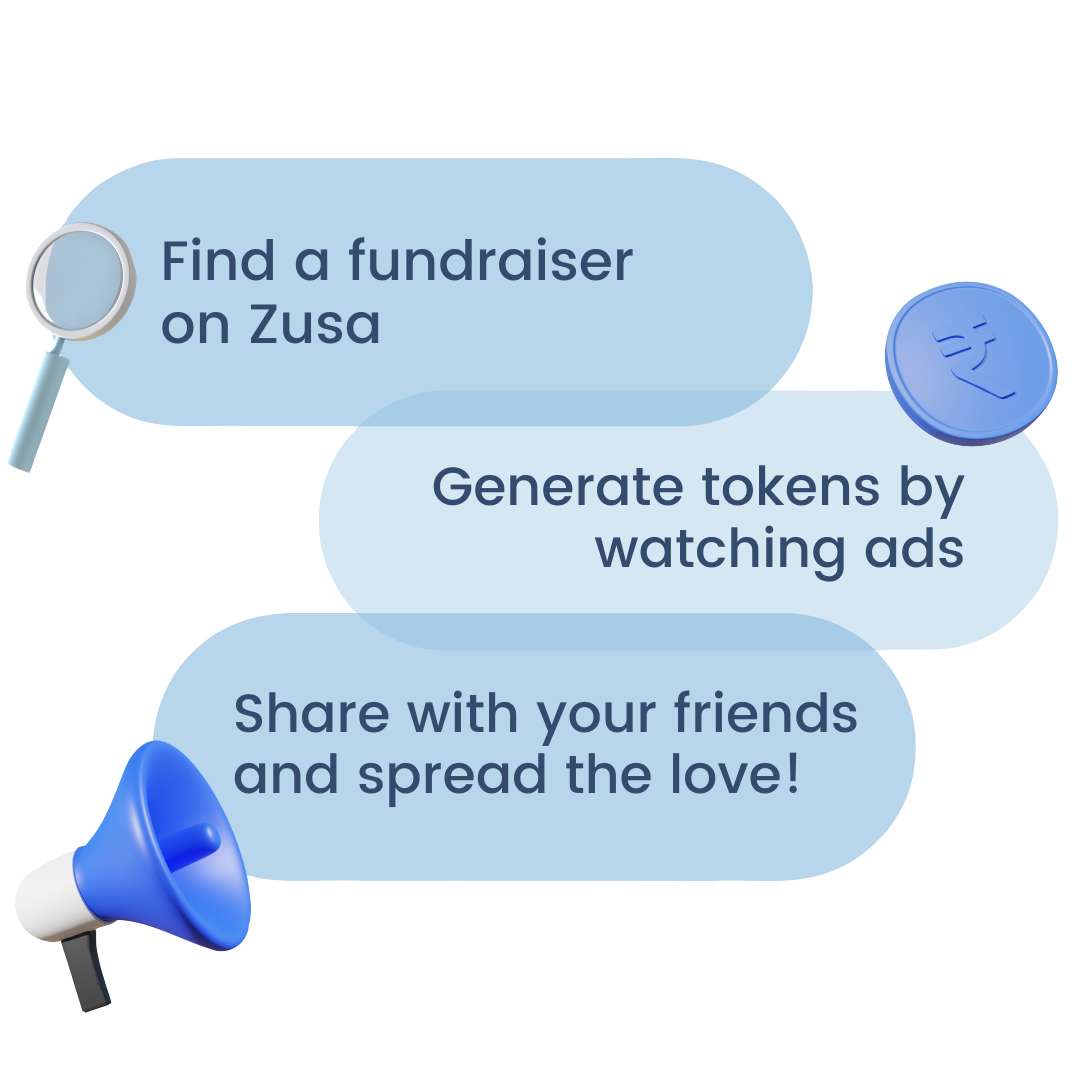 Find a fundraiser
on Zusa
₹
Generate tokens by
watching ads
Share with your friends
and spread the love!